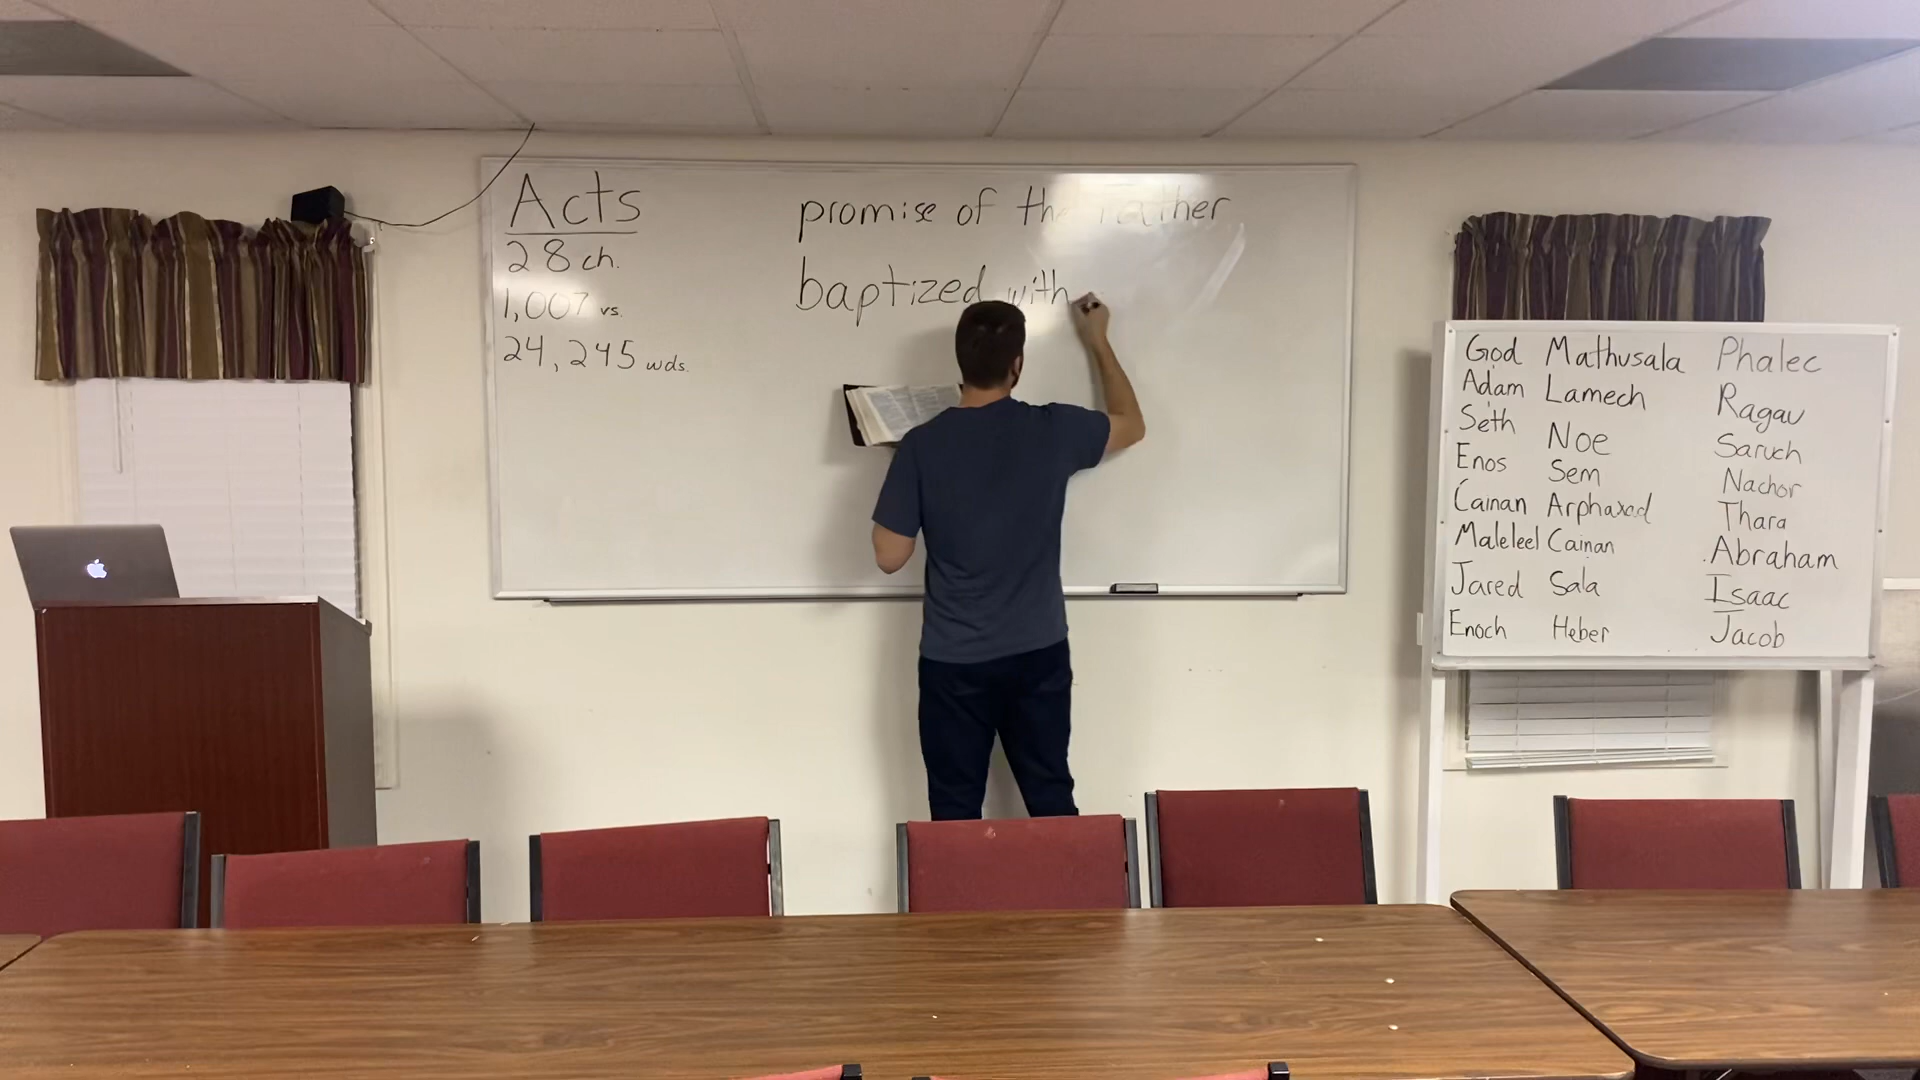 Acts
28 ch.
1,007 vs.
24,245 wds.
promise of the Father
baptized with
God Mathusala Phalec
Adam Lamech Ragau
Seth Noe Saruch
Enos Sem Nachor
Cainan Arphaxad Thara
Maleleel Cainan Abraham
Jared Sala Isaac
Enoch Heber Jacob